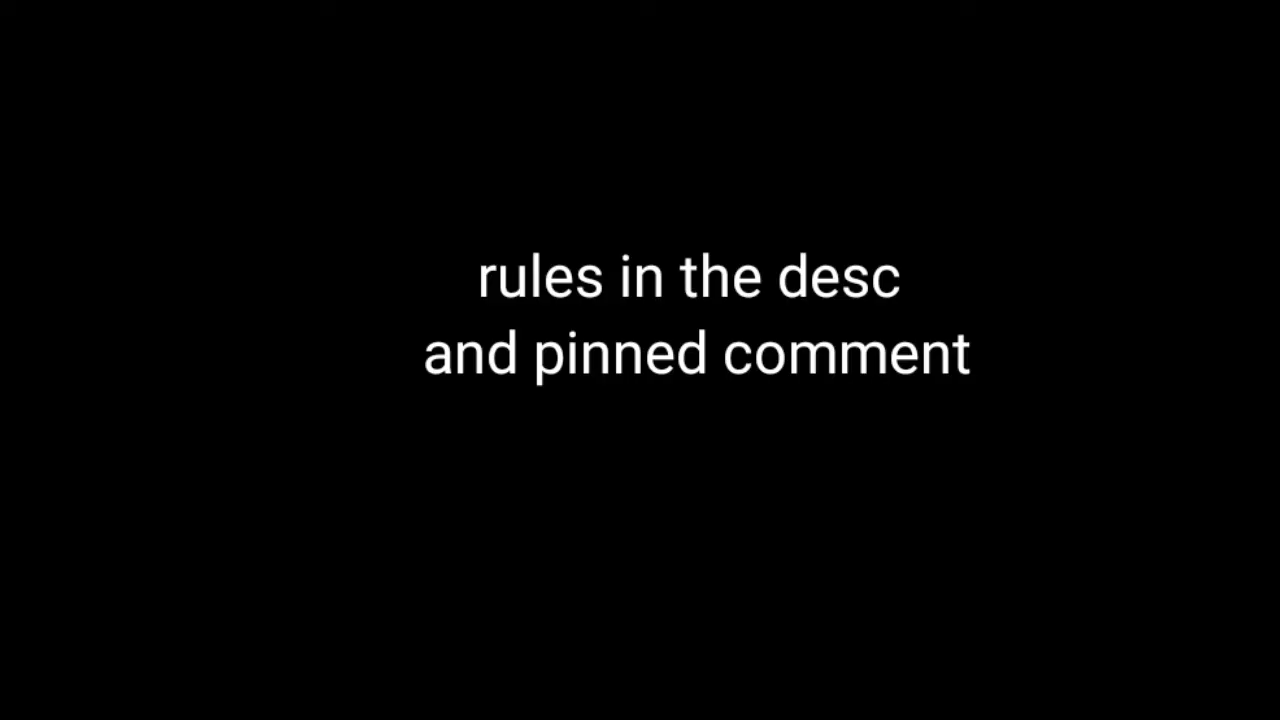 rules in the desc
and pinned comment